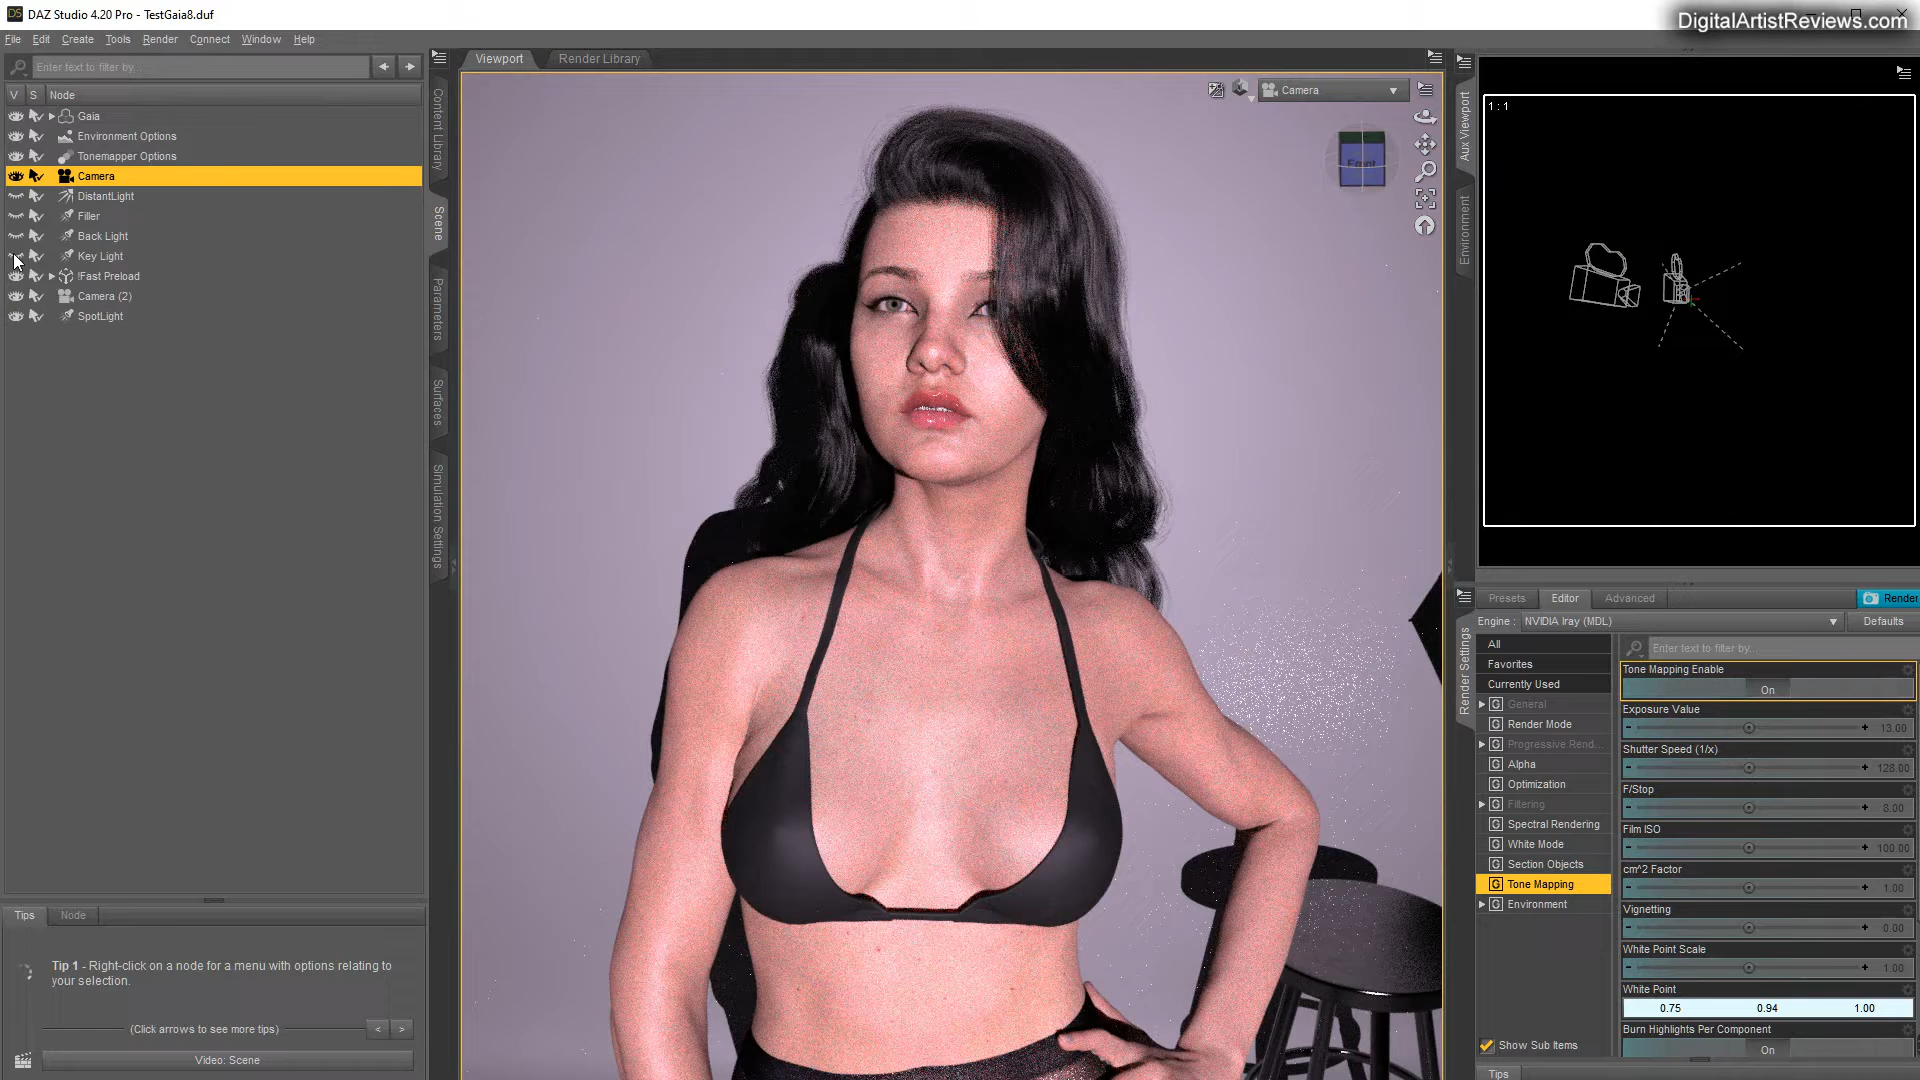 DAZ Studio 4.20 Pro - TestGaia8.duf
DigitalArtistReviews.com
File Edit Create Tools Render Connect Window Help
Enter text to filter by...
V S Node
Gaia
Environment Options
Tonemapper Options
Camera
DistantLight
Filler
Back Light
Key Light
!Fast Preload
Camera (2)
SpotLight
Tips Node
Tip 1 - Right-click on a node for a menu with options relating to
your selection.
(Click arrows to see more tips)
< >
Video: Scene
Content Library
Scene
Parameters
Surfaces
Simulation Settings
Viewport Render Library
Camera
Front
Aux Viewport
Environment
1 : 1
Render Settings
Presets Editor Advanced
Render
Engine : NVIDIA Iray (MDL)
Defaults
All
Favorites
Currently Used
G General
G Render Mode
G Progressive Rend...
G Alpha
G Optimization
G Filtering
G Spectral Rendering
G White Mode
G Section Objects
G Tone Mapping
G Environment
Show Sub Items
Enter text to filter by...
Tone Mapping Enable
On
Exposure Value
- + 13.00
Shutter Speed (1/x)
- + 128.00
F/Stop
- + 8.00
Film ISO
- + 100.00
cm^2 Factor
- + 1.00
Vignetting
- + 0.00
White Point Scale
- + 1.00
White Point
0.75 0.94 1.00
Burn Highlights Per Component
On
Tips